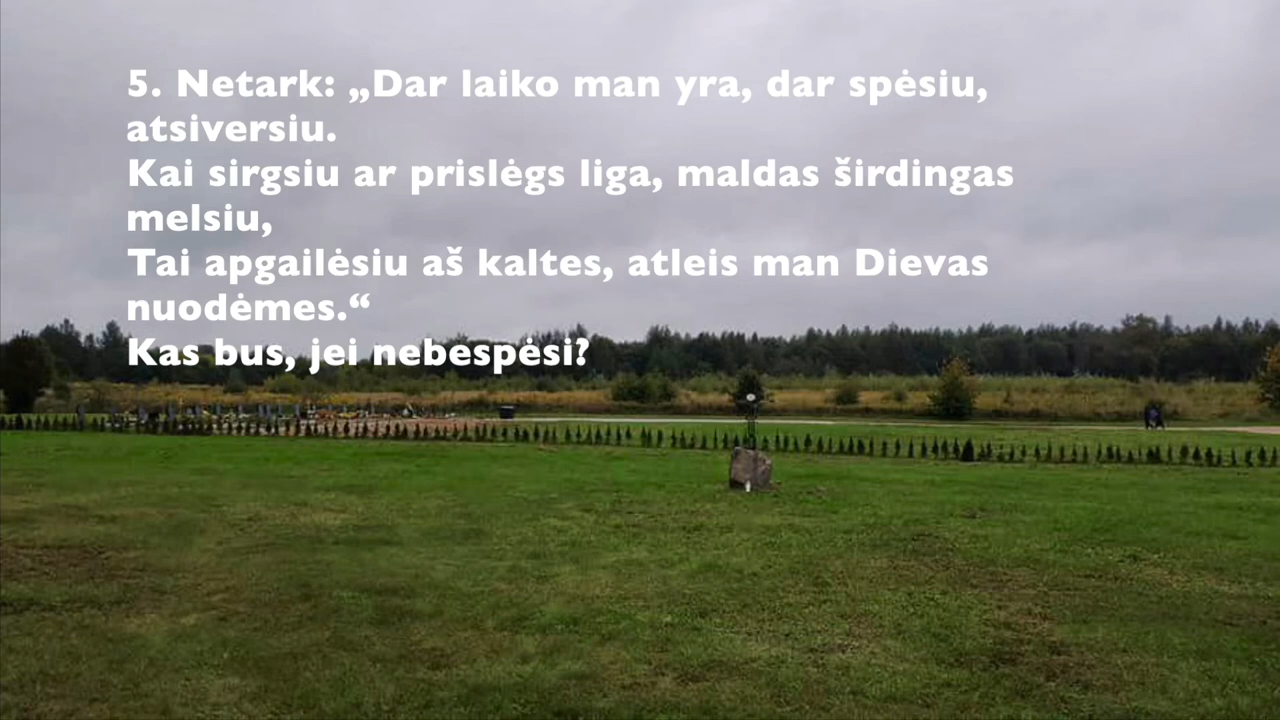 5. Netark: „Dar laiko man yra, dar spėsiu,
atsiversiu.
Kai sirgsiu ar prislėgs liga, maldas širdingas
melsiu,
Tai apgailėsiu aš kaltes, atleis man Dievas
nuodėmes.“
Kas bus, jei nebespėsi?